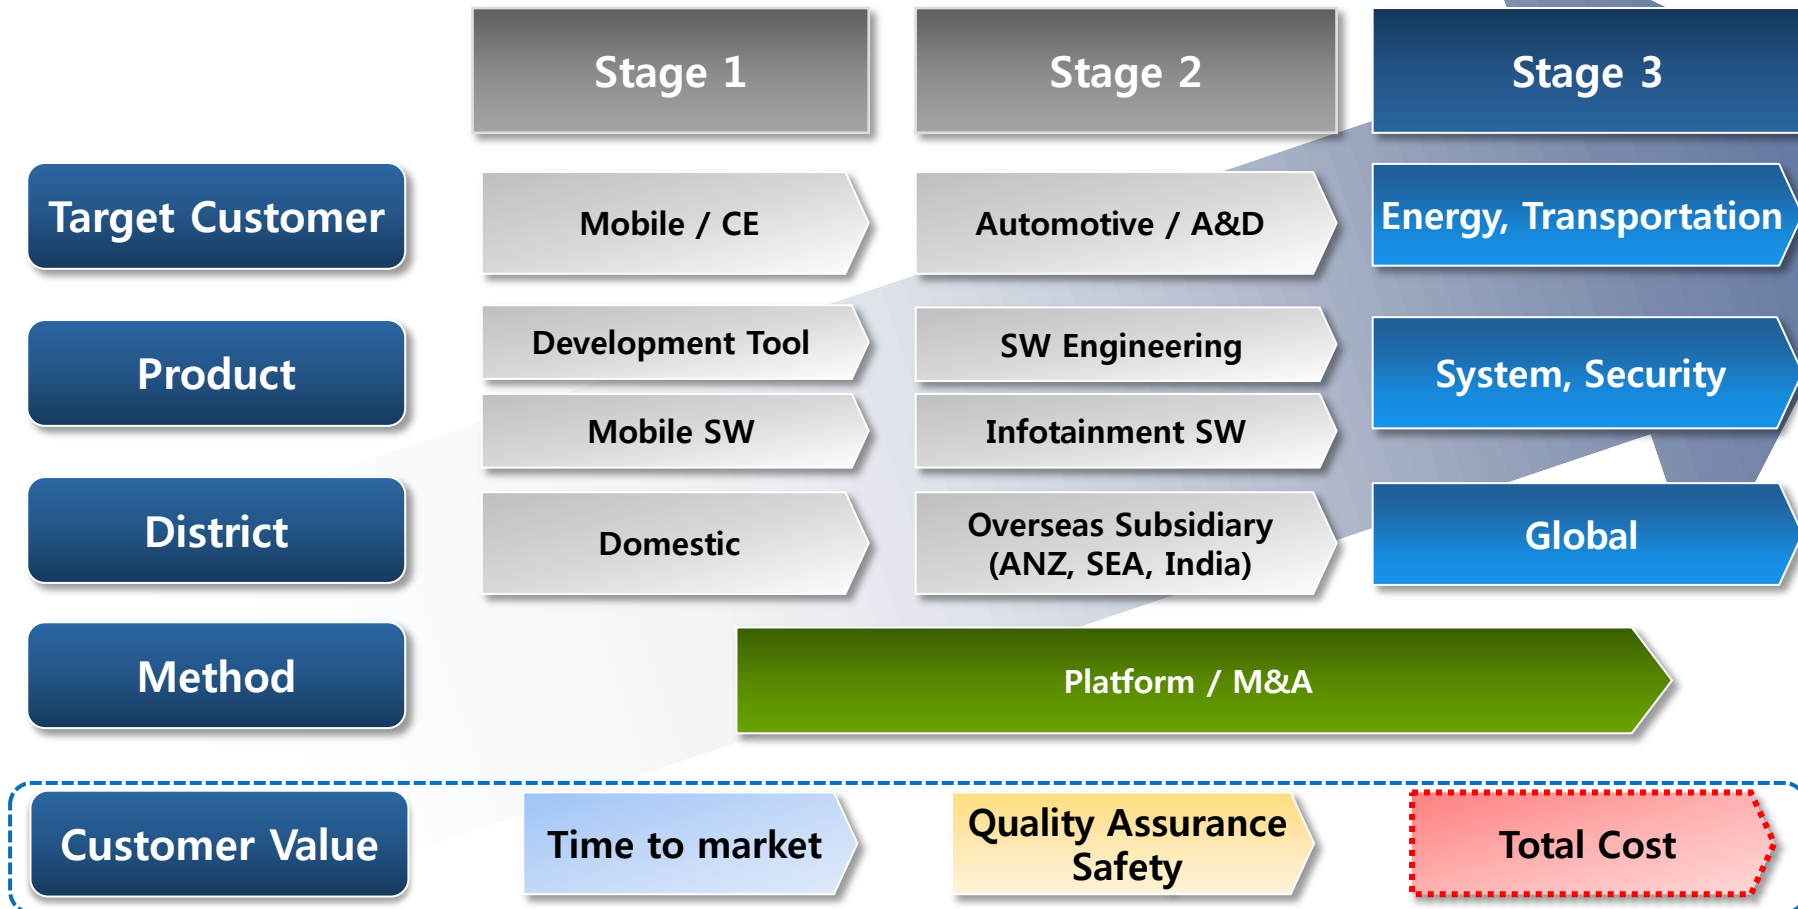 Stage 1
Stage 2
Stage 3
Target Customer
Mobile / CE
Automotive / A&D
Energy, Transportation
Product
Development Tool
SW Engineering
System, Security
Mobile SW
Infotainment SW
District
Domestic
Overseas Subsidiary
(ANZ, SEA, India)
Global
Method
Platform / M&A
Customer Value
Time to market
Quality Assurance
Safety
Total Cost